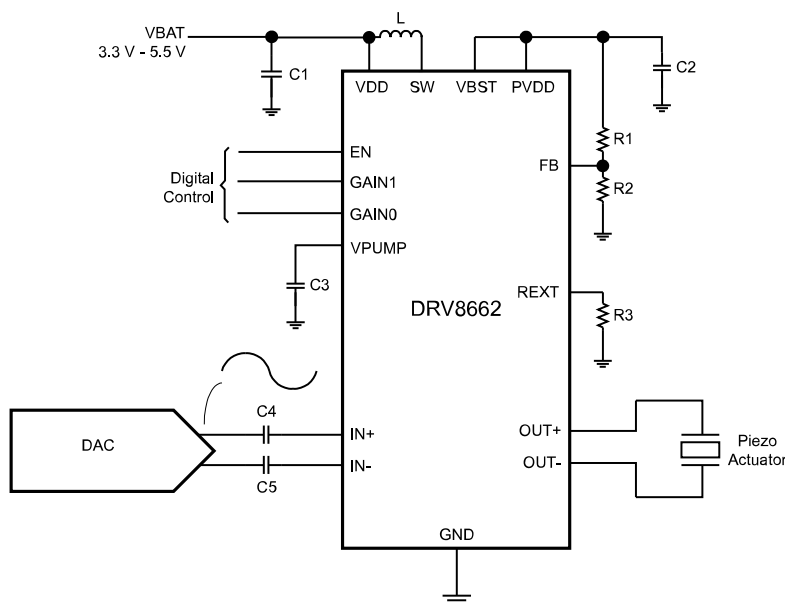 VBAT
3.3 V - 5.5 V
L
C1
C2
VDD
SW
VBST
PVDD
R1
EN
FB
Digital
Control
GAIN1
R2
GAIN0
VPUMP
C3
REXT
DRV8662
R3
C4
DAC
IN+
OUT+
Piezo
Actuator
IN-
OUT-
C5
GND